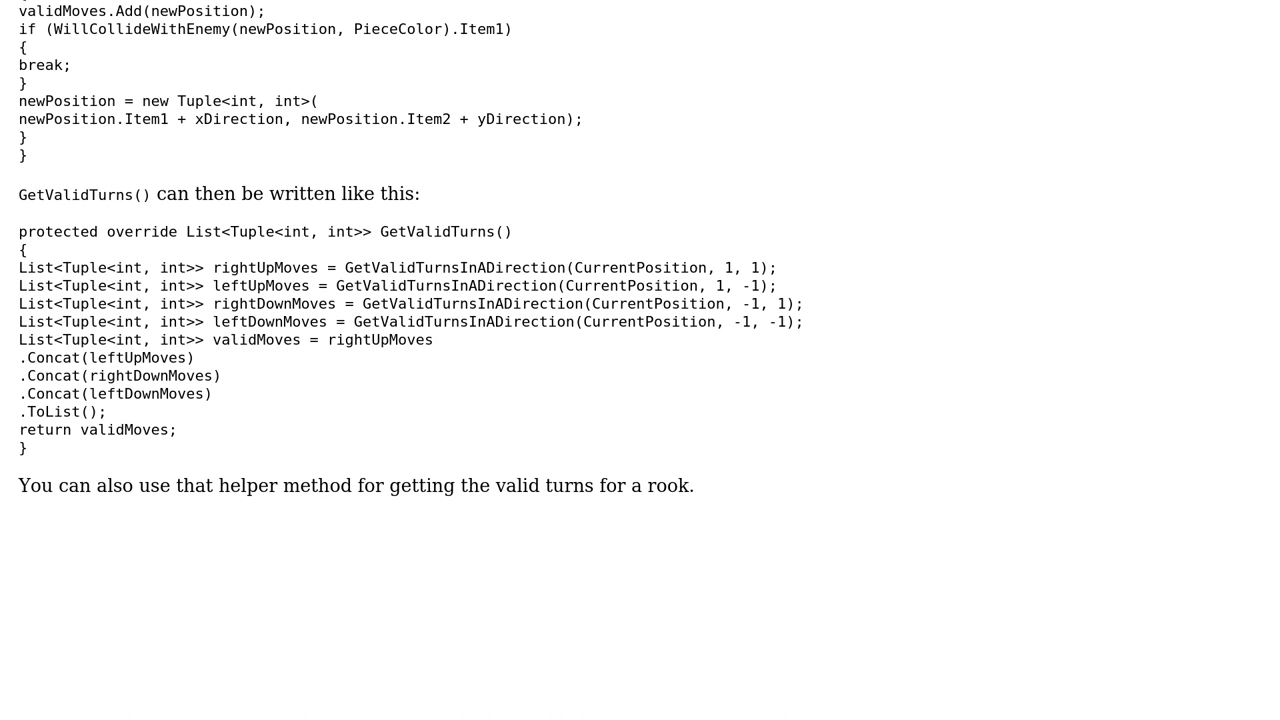 validMoves.Add(newPosition);
if (WillCollideWithEnemy(newPosition, PieceColor).Item1)
{
break;
}
newPosition = new Tuple<int, int>(
newPosition.Item1 + xDirection, newPosition.Item2 + yDirection);
}
}
GetValidTurns() can then be written like this:
protected override List<Tuple<int, int>> GetValidTurns()
{
List<Tuple<int, int>> rightUpMoves = GetValidTurnsInADirection(CurrentPosition, 1, 1);
List<Tuple<int, int>> leftUpMoves = GetValidTurnsInADirection(CurrentPosition, 1, -1);
List<Tuple<int, int>> rightDownMoves = GetValidTurnsInADirection(CurrentPosition, -1, 1);
List<Tuple<int, int>> leftDownMoves = GetValidTurnsInADirection(CurrentPosition, -1, -1);
List<Tuple<int, int>> validMoves = rightUpMoves
.Concat(leftUpMoves)
.Concat(rightDownMoves)
.Concat(leftDownMoves)
.ToList();
return validMoves;
}
You can also use that helper method for getting the valid turns for a rook.